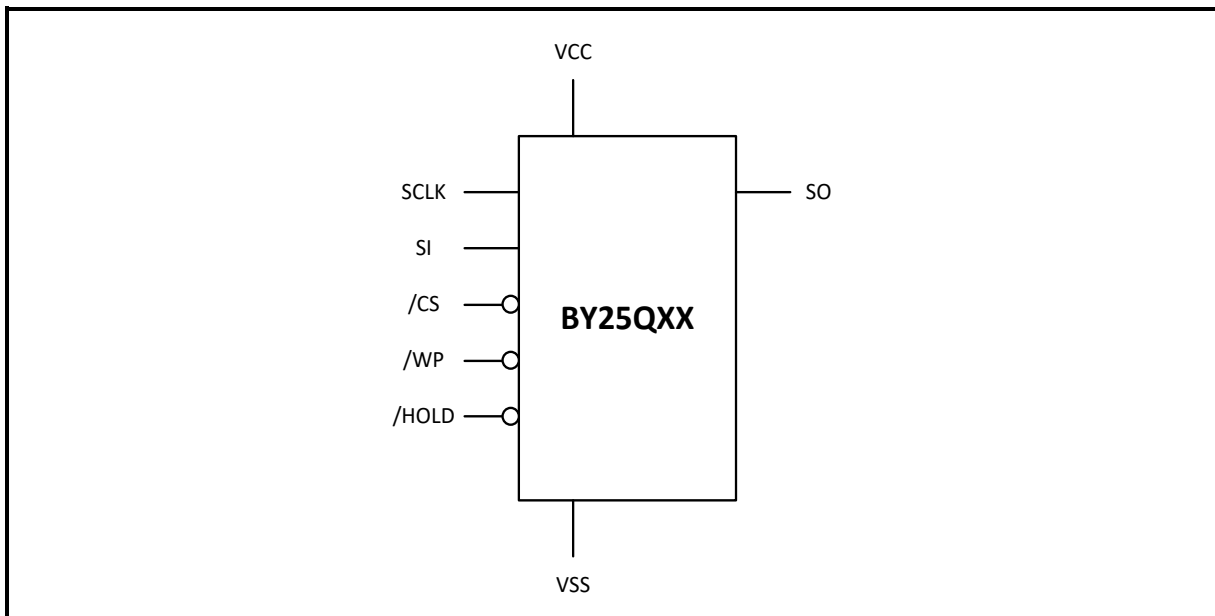 VCC
SCLK
SO
SI
/CS
BY25QXX
/WP
/HOLD
VSS